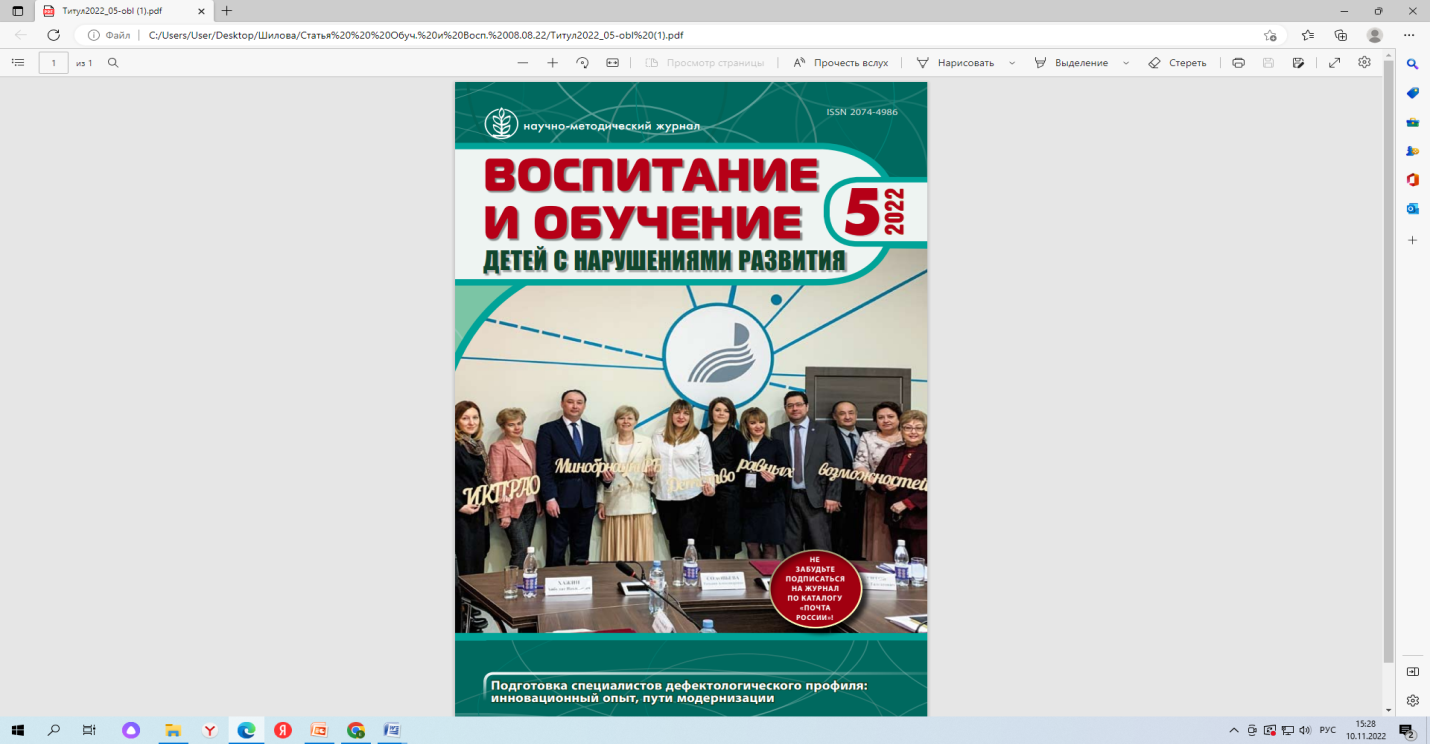 Титул2022_05-obl (1).pdf
Файл
C:/Users/User/Desktop/Шилова/Статья%20%20%20Обуч.%20и%20Восп.%2008.08.22/Титул2022_05-obl%20(1).pdf
1 из 1
Просмотр страницы
Прочесть вслух
Нарисовать
Выделение
Стереть
ISSN 2074-4986
научно-методический журнал
ВОСПИТАНИЕ
И ОБУЧЕНИЕ
5 2022
ДЕТЕЙ С НАРУШЕНИЯМИ РАЗВИТИЯ
ИКПРАО
равных
возможностей
НЕ
ЗАБУДЬТЕ
ПОДПИСАТЬСЯ
НА ЖУРНАЛ
ПО КАТАЛОГУ
«ПОЧТА
РОССИИ»!
Подготовка специалистов дефектологического профиля:
инновационный опыт, пути модернизации
РУС
15:28
10.11.2022
2